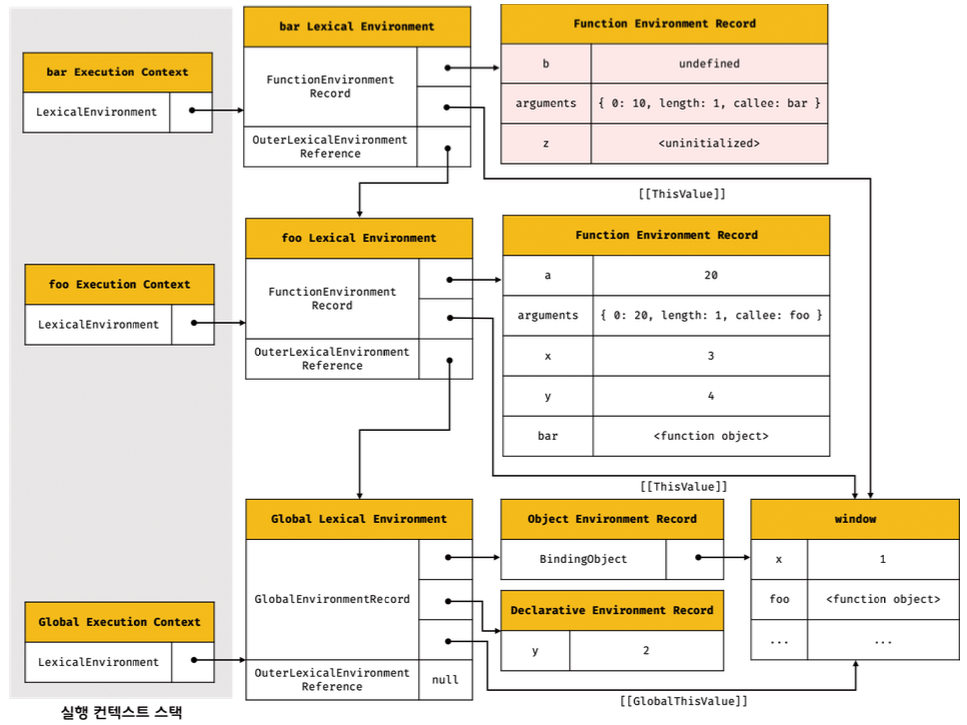 bar Execution Context
LexicalEnvironment
bar Lexical Environment
FunctionEnvironment
Record
OuterLexicalEnvironment
Reference
Function Environment Record
b undefined
arguments { 0: 10, length: 1, callee: bar }
z <uninitialized>
[[ThisValue]]
foo Execution Context
LexicalEnvironment
foo Lexical Environment
FunctionEnvironment
Record
OuterLexicalEnvironment
Reference
Function Environment Record
a 20
arguments { 0: 20, length: 1, callee: foo }
x 3
y 4
bar <function object>
[[ThisValue]]
Global Execution Context
LexicalEnvironment
Global Lexical Environment
GlobalEnvironmentRecord
OuterLexicalEnvironment
Reference
null
Object Environment Record
BindingObject
Declarative Environment Record
y 2
window
x 1
foo <function object>
... ...
[[GlobalThisValue]]
실행 컨텍스트 스택